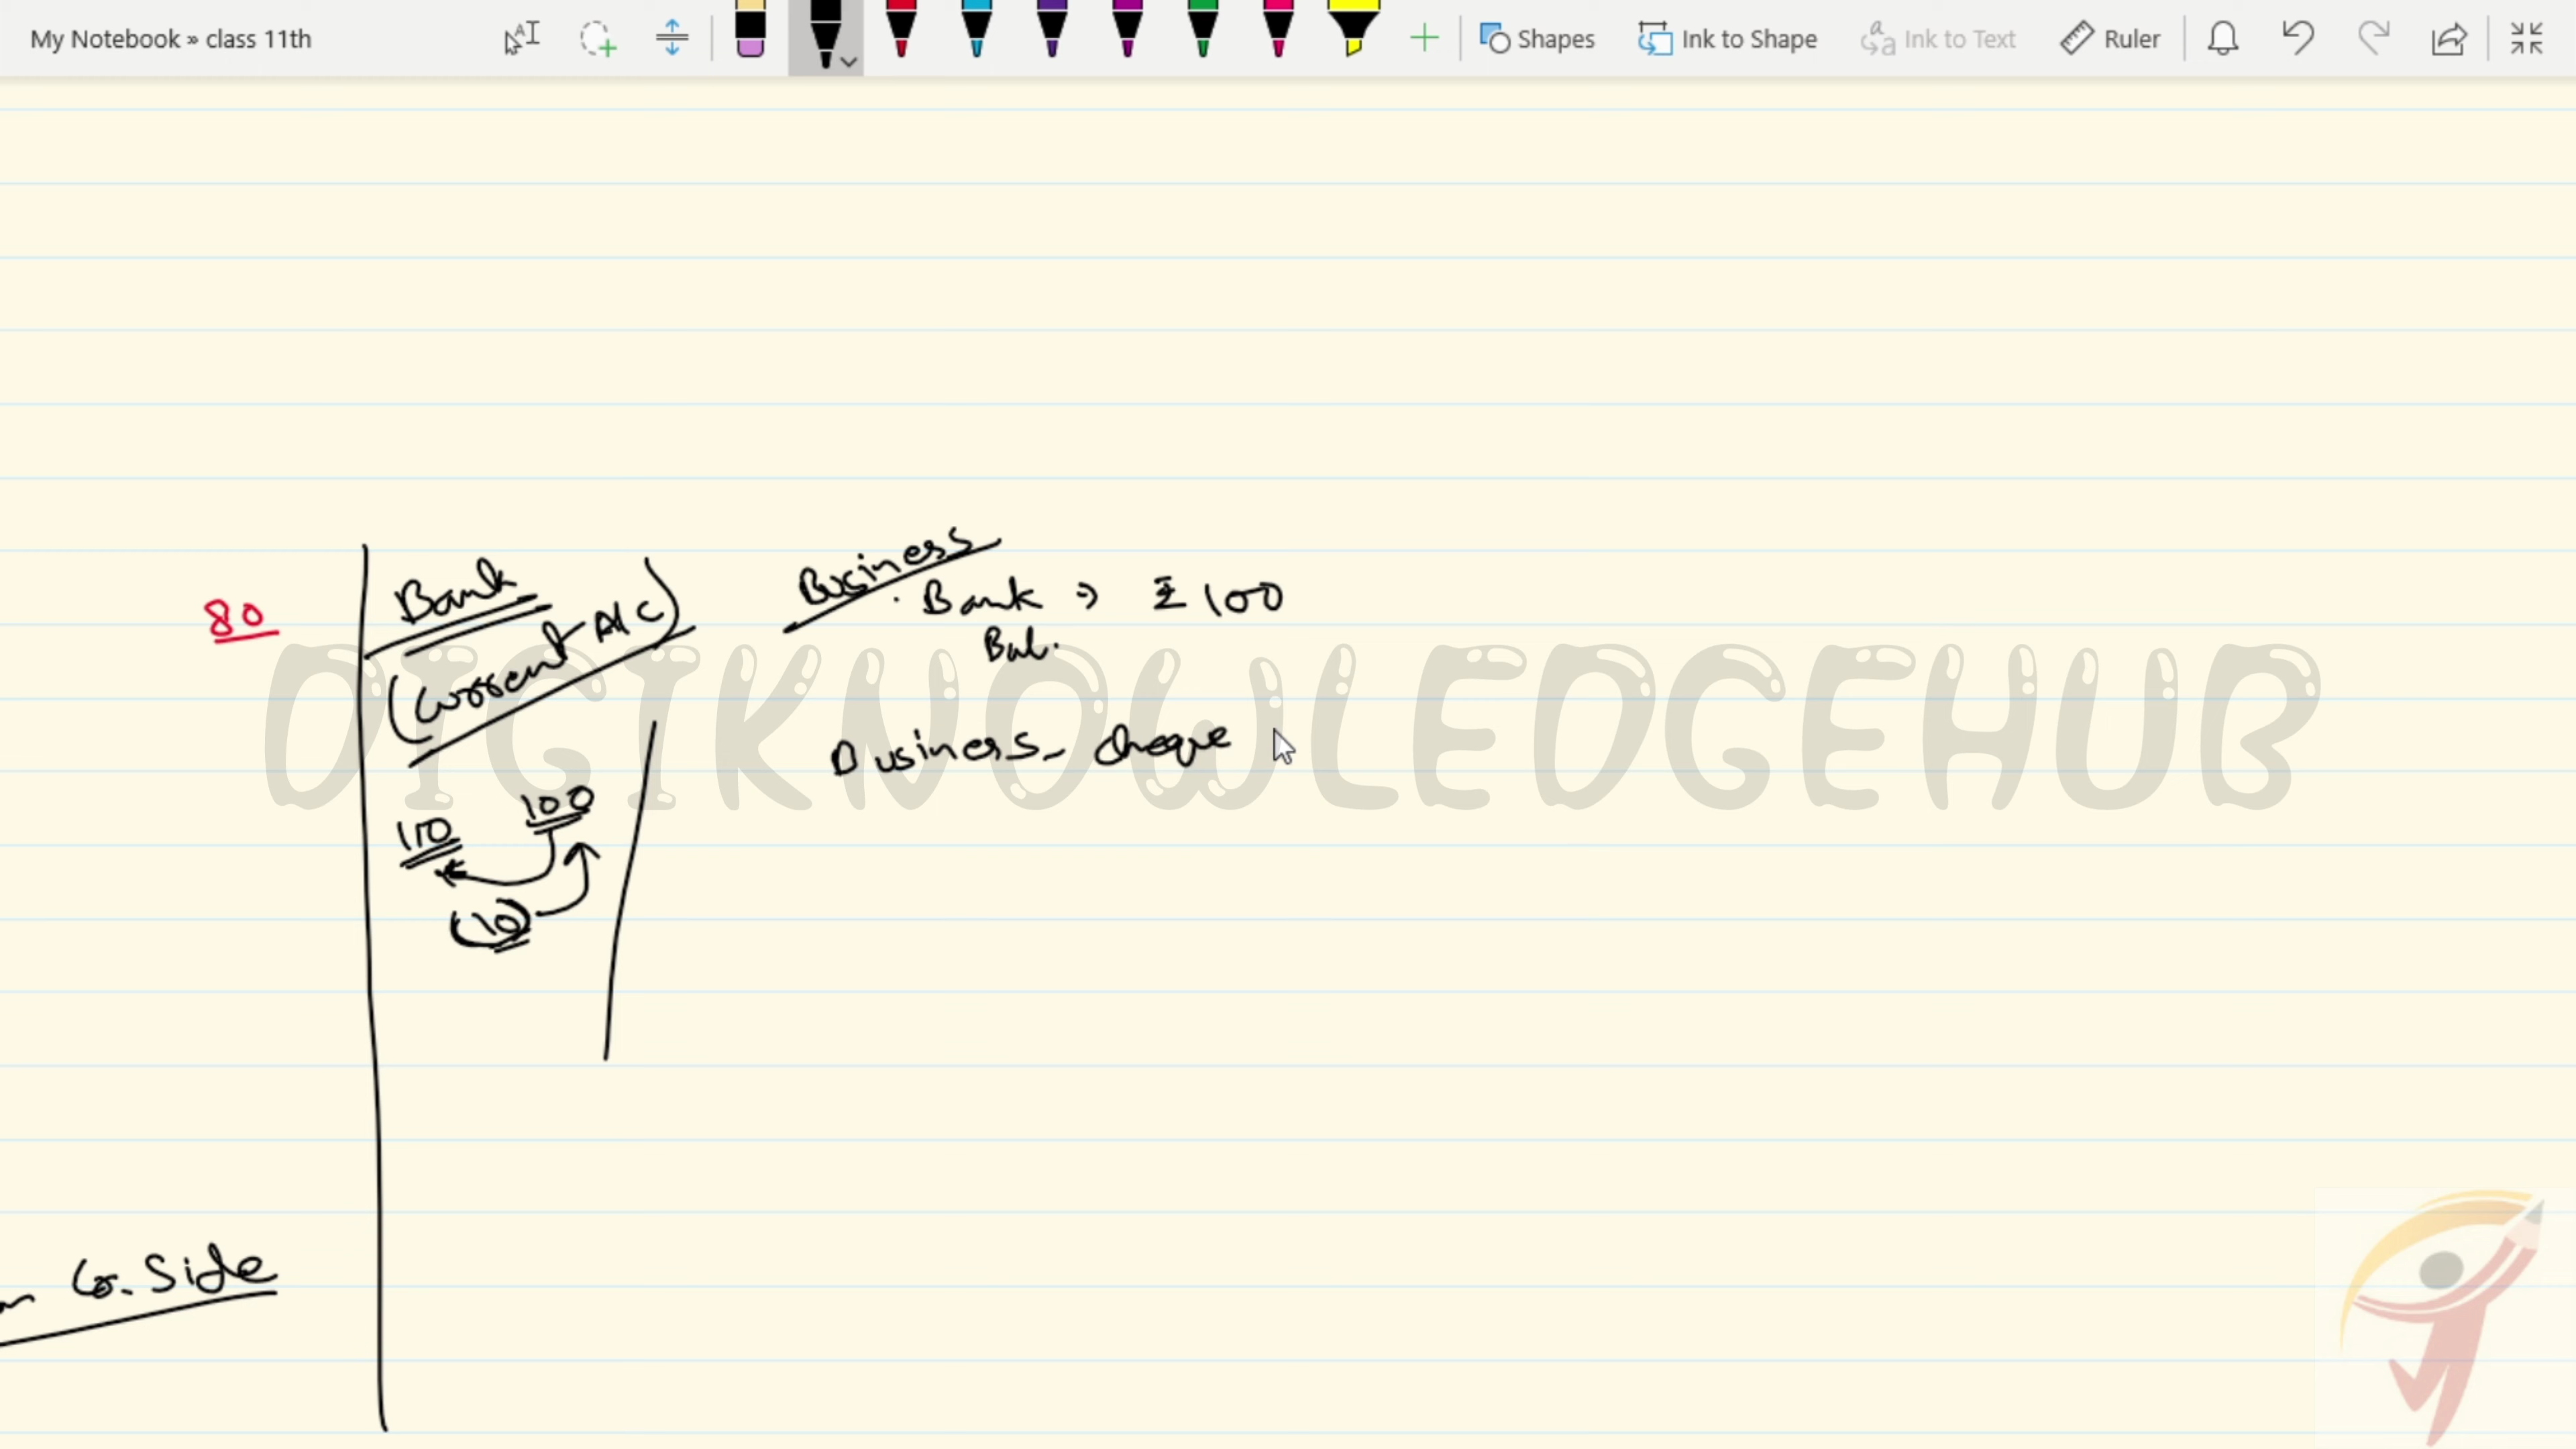 My Notebook » class 11th
Shapes
Ink to Shape
Ink to Text
Ruler
80
Bank
(Current A/C)
Business
Bank → ₹ 100
Bal.
Business - cheque
DIGIKNOWLEDGEHUB
110 100
(10)
Cr. Side